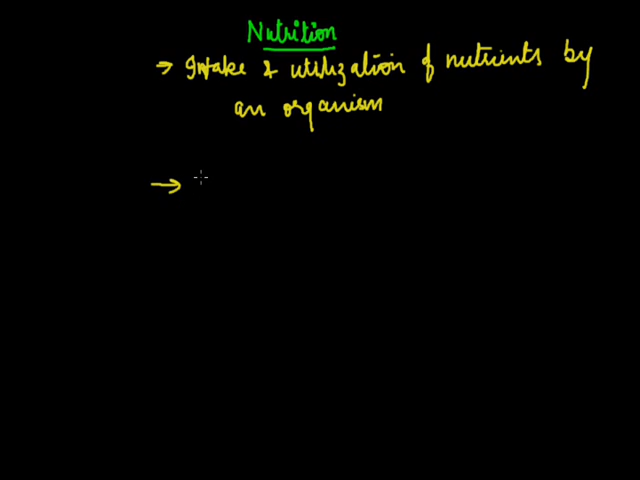 Nutrition
→ Intake & utilization of nutrients by
an organism
→